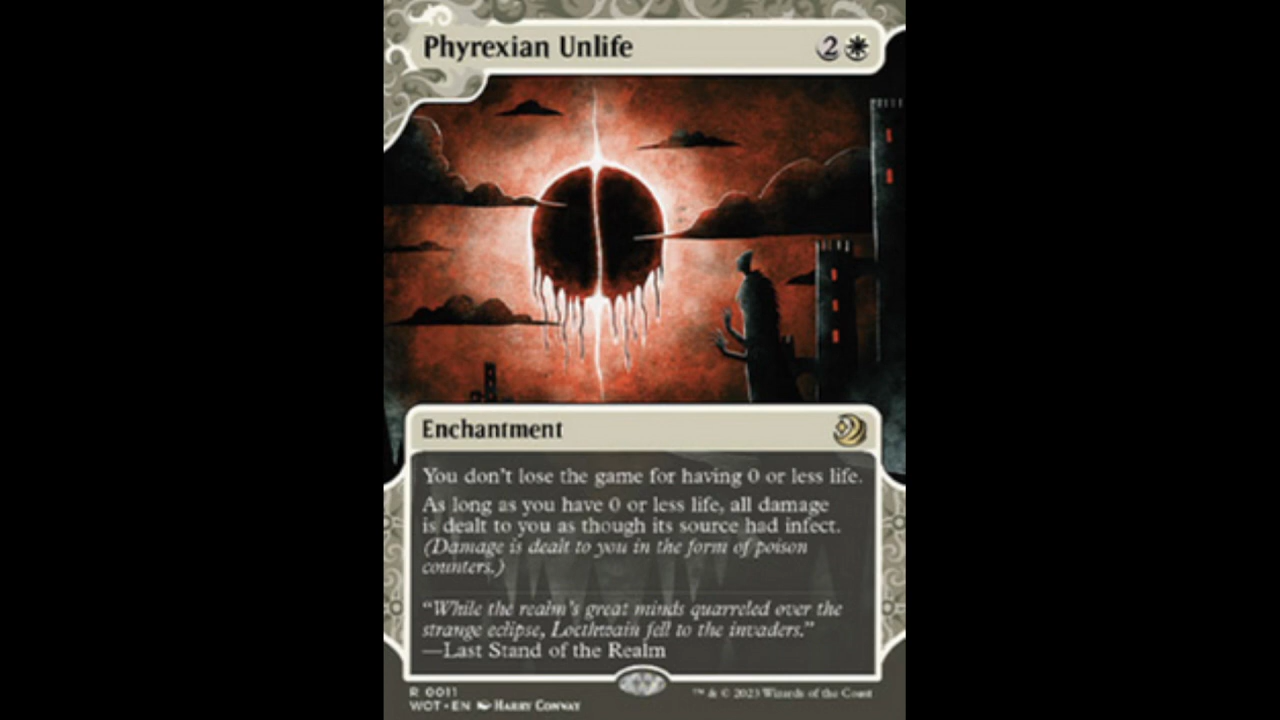 Phyrexian Unlife 2
Enchantment
You don't lose the game for having 0 or less life.
As long as you have 0 or less life, all damage
is dealt to you as though its source had infect.
(Damage is dealt to you in the form of poison
counters.)
"While the realm's great minds quarreled over the
strange eclipse, Locthwain fell to the invaders."
—Last Stand of the Realm
R 0011
WOT • EN Harry Conway
™ & © 2023 Wizards of the Coast